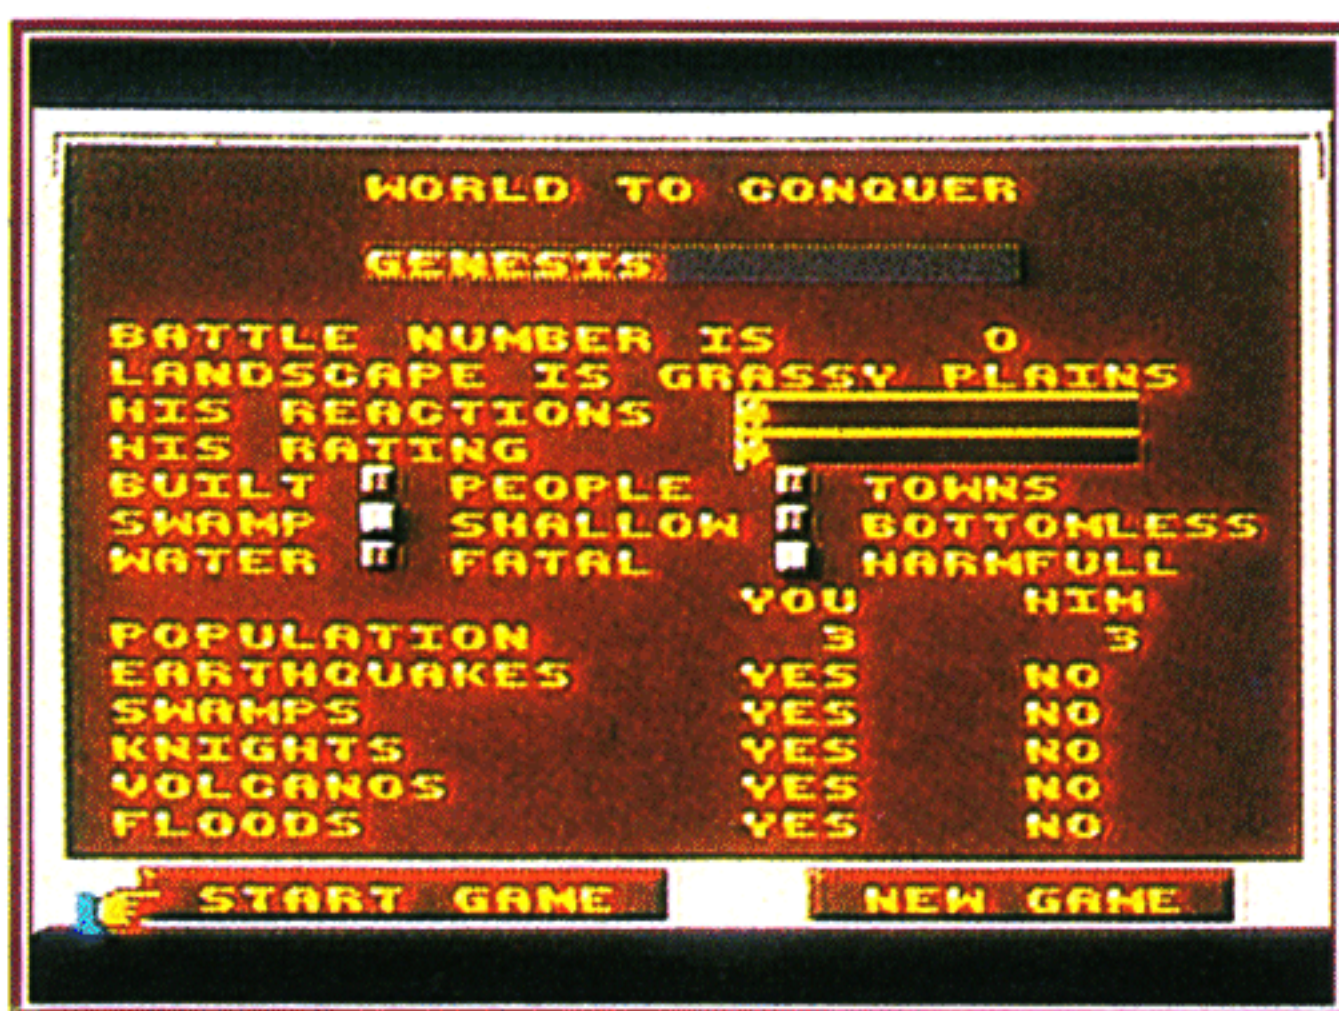 WORLD TO CONQUER
GENESIS
BATTLE NUMBER IS 0
LANDSCAPE IS GRASSY PLAINS
HIS REACTIONS
HIS RATING
BUILT PEOPLE TOWNS
SWAMP SHALLOW BOTTOMLESS
WATER FATAL HARMFULL
YOU HIM
POPULATION 3 3
EARTHQUAKES YES NO
SWAMPS YES NO
KNIGHTS YES NO
VOLCANOS YES NO
FLOODS YES NO
START GAME NEW GAME